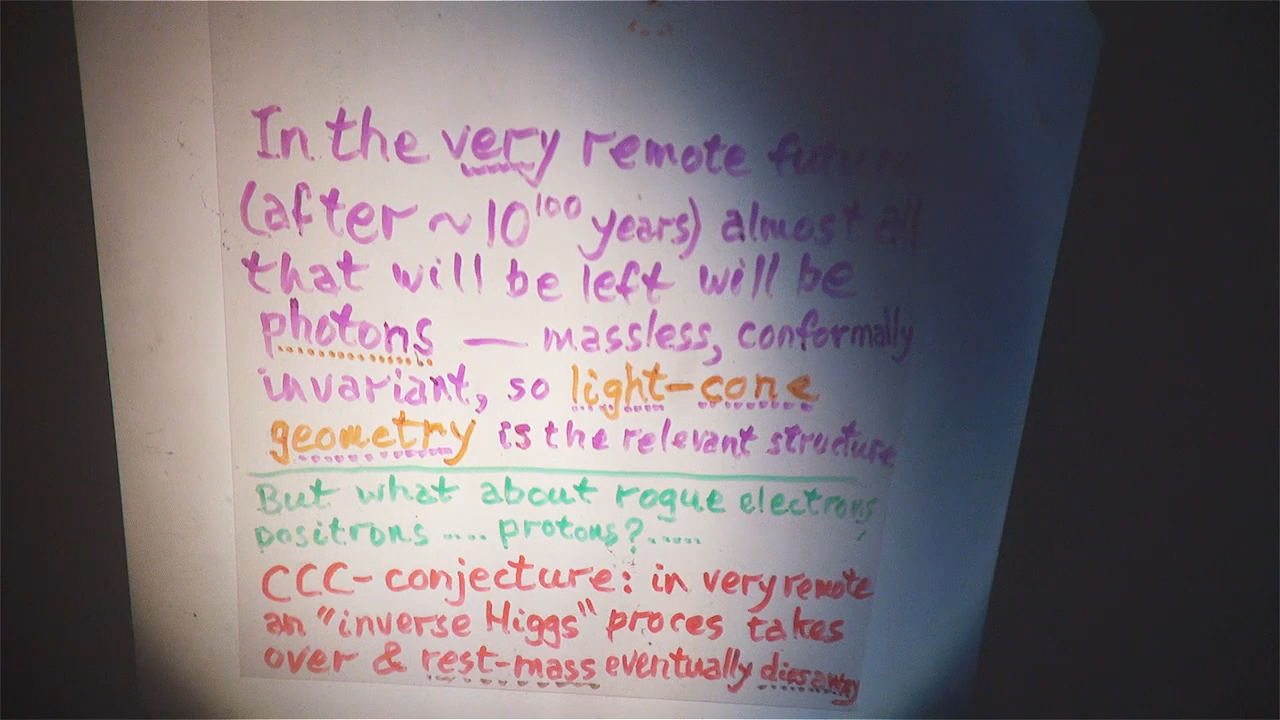 In the very remote future
(after ~10¹⁰⁰ years) almost all
that will be left will be
photons — massless, conformally
invariant, so light-cone
geometry is the relevant structure
But what about rogue electrons,
positrons .... protons?.....
CCC-conjecture: in very remote
an "inverse Higgs" proces takes
over & rest-mass eventually dies away